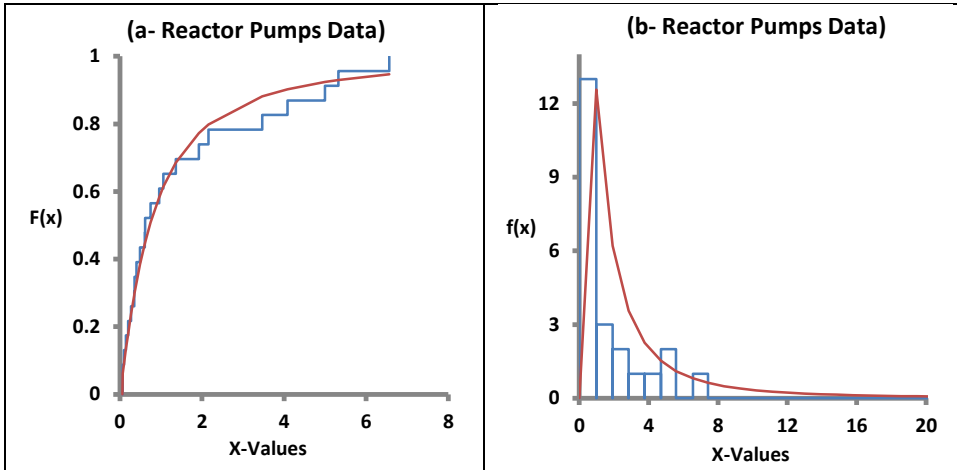 (a- Reactor Pumps Data)
1
0.8
0.6
F(x)
0.4
0.2
0
0 2 4 6 8
X-Values
(b- Reactor Pumps Data)
12
9
f(x)
6
3
0
0 4 8 12 16 20
X-Values